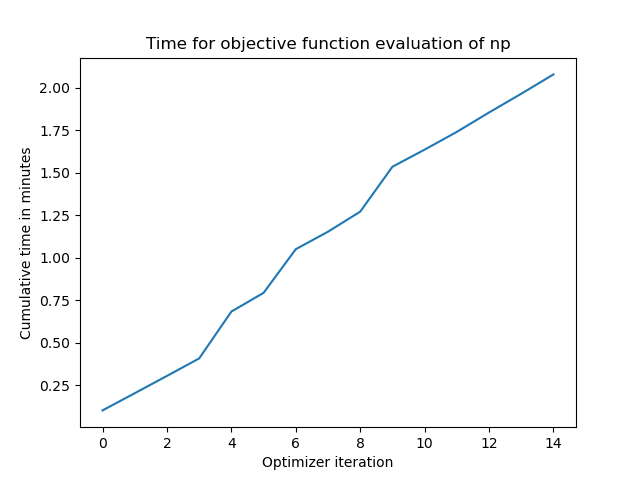 Time for objective function evaluation of np
Cumulative time in minutes
2.00
1.75
1.50
1.25
1.00
0.75
0.50
0.25
0 2 4 6 8 10 12 14
Optimizer iteration